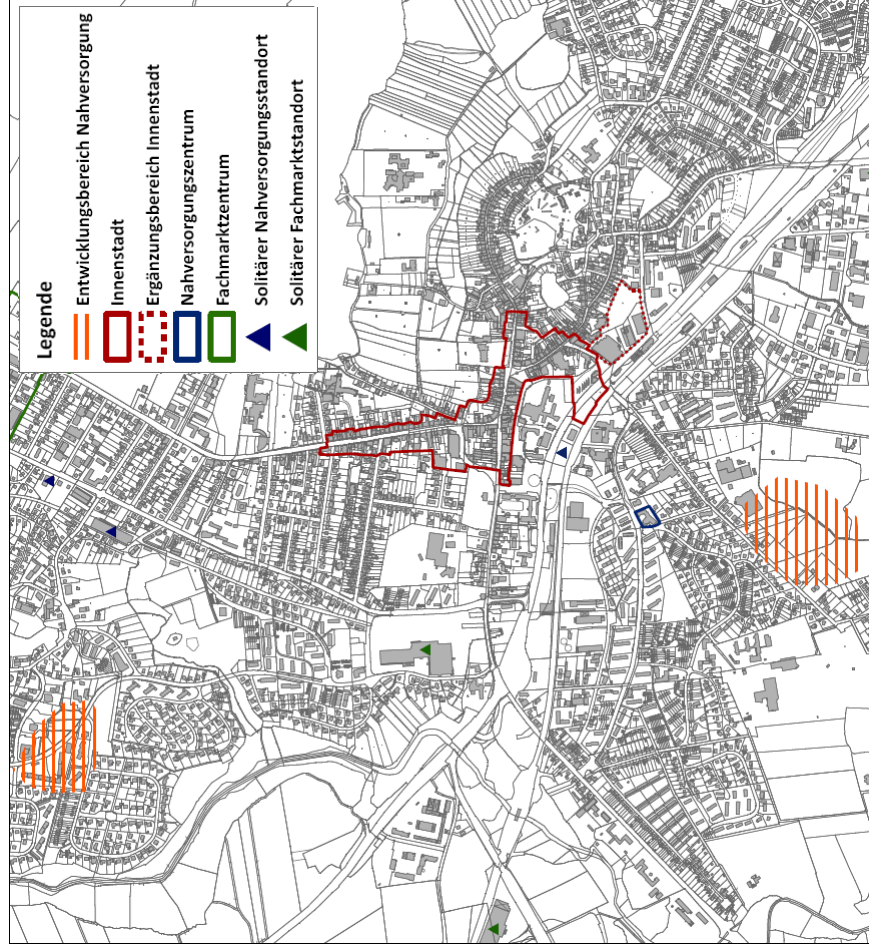 Legende
Entwicklungsbereich Nahversorgung
Innenstadt
Ergänzungsbereich Innenstadt
Nahversorgungszentrum
Fachmarktzentrum
Solitärer Nahversorgungsstandort
Solitärer Fachmarktstandort